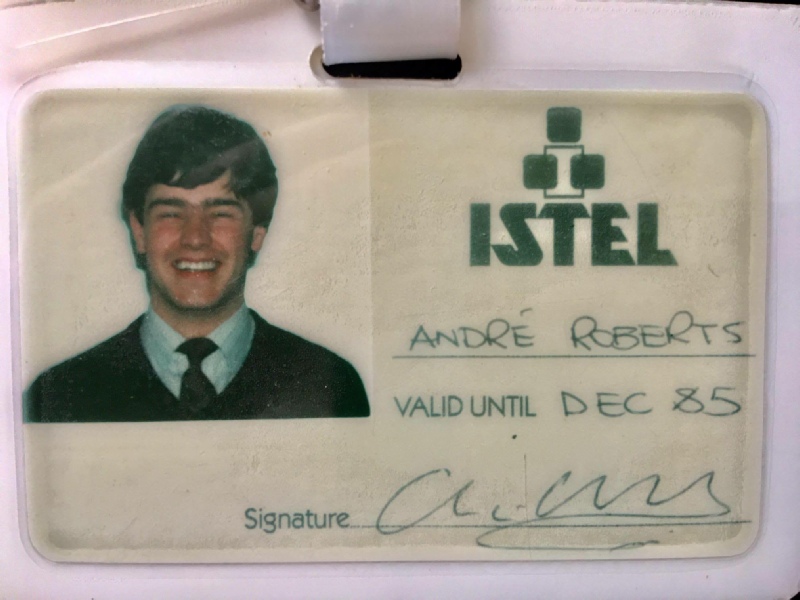 ISTEL
ANDRÉ ROBERTS
VALID UNTIL DEC 85
Signature